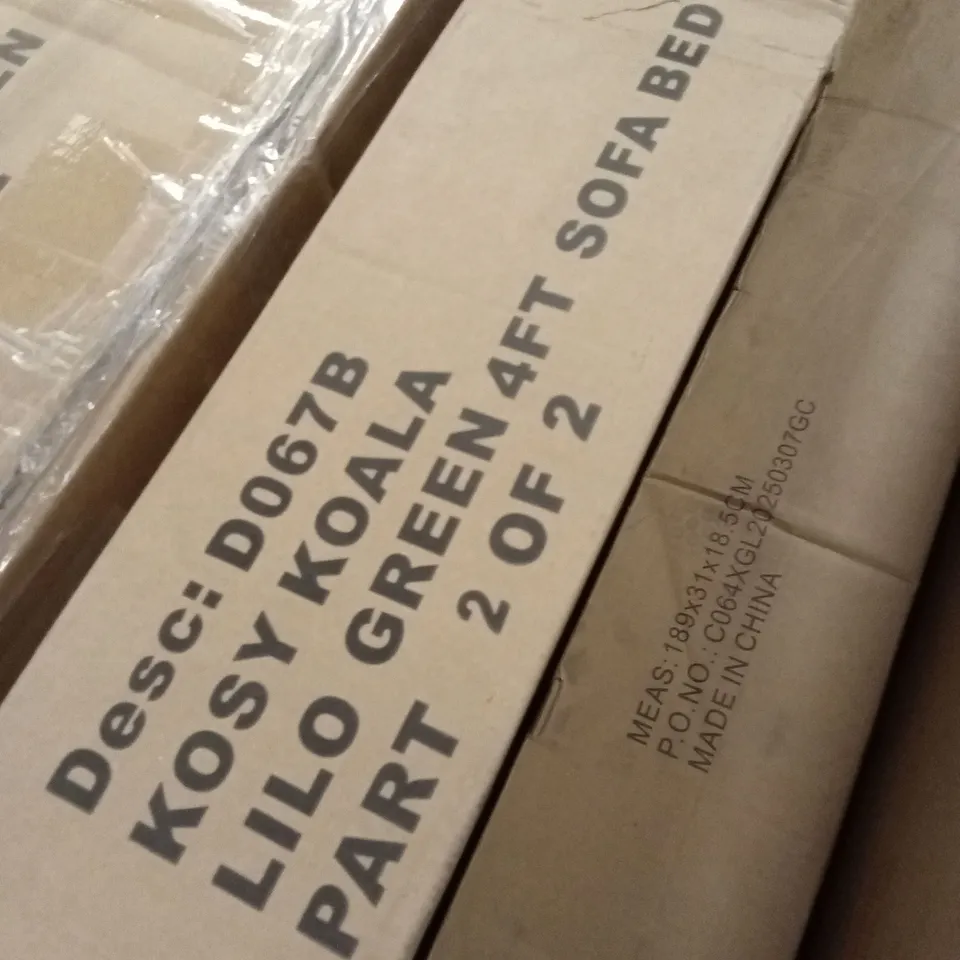 Desc: D067B
KOSY KOALA
LILO GREEN 4FT SOFA BED
PART 2 OF 2
MEAS: 189x31x18.5CM
P.O.NO.: C064XGL20250307GC
MADE IN CHINA